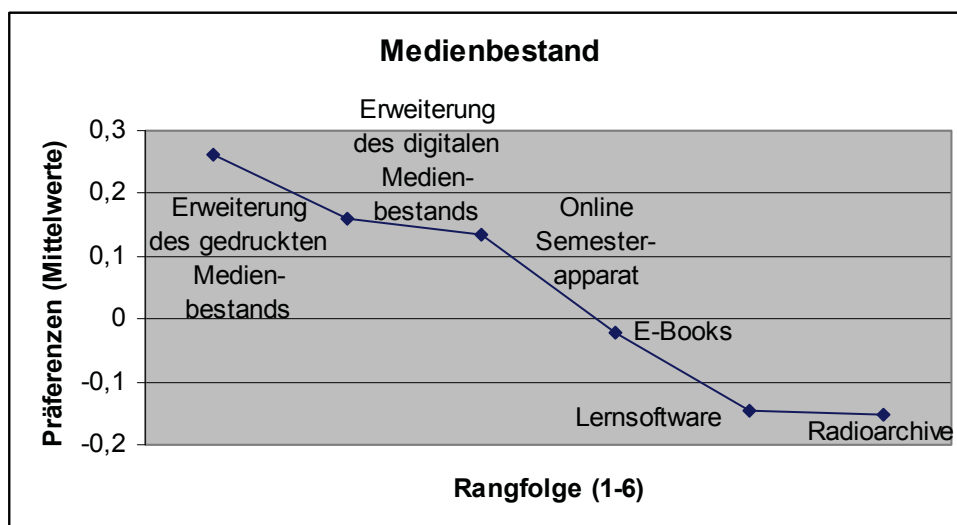 Medienbestand
Präferenzen (Mittelwerte)
0,3
0,2
0,1
0
-0,1
-0,2
Erweiterung
des gedruckten
Medien-
bestands
Erweiterung
des digitalen
Medien-
bestands
Online
Semester-
apparat
E-Books
Lernsoftware
Radioarchive
Rangfolge (1-6)